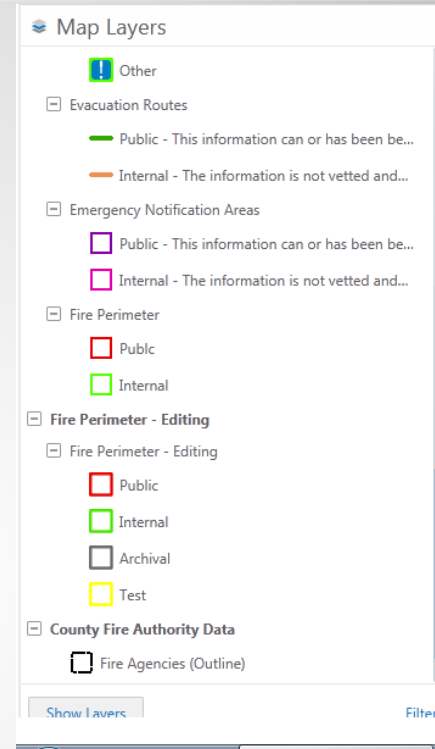 Map Layers
Other
Evacuation Routes
Public - This information can or has been be...
Internal - The information is not vetted and...
Emergency Notification Areas
Public - This information can or has been be...
Internal - The information is not vetted and...
Fire Perimeter
Publc
Internal
Fire Perimeter - Editing
Fire Perimeter - Editing
Public
Internal
Archival
Test
County Fire Authority Data
Fire Agencies (Outline)
Show Layers Filter